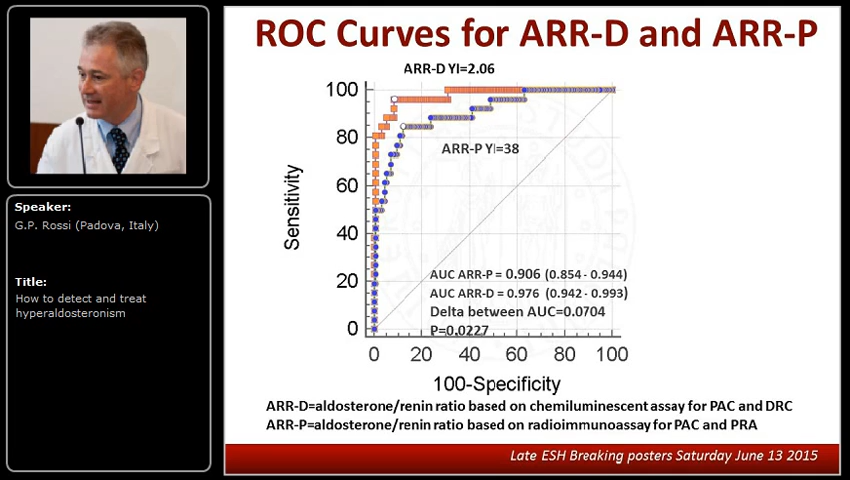 ROC Curves for ARR-D and ARR-P
ARR-D YI=2.06
100
80
60
40
20
0
Sensitivity
ARR-P YI=38
AUC ARR-P = 0.906 (0.854 - 0.944)
AUC ARR-D = 0.976 (0.942 - 0.993)
Delta between AUC=0.0704
P=0.0227
0 20 40 60 80 100
100-Specificity
ARR-D=aldosterone/renin ratio based on chemiluminescent assay for PAC and DRC
ARR-P=aldosterone/renin ratio based on radioimmunoassay for PAC and PRA
Late ESH Breaking posters Saturday June 13 2015
Speaker:
G.P. Rossi (Padova, Italy)
Title:
How to detect and treat
hyperaldosteronism